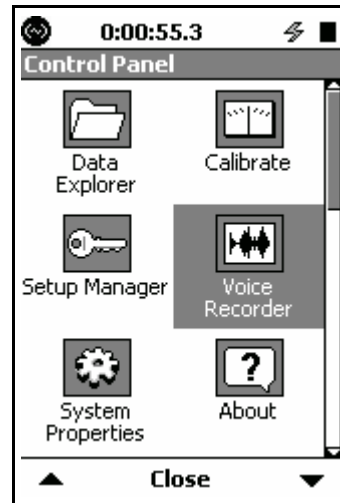 0:00:55.3
Control Panel
Data
Explorer
Calibrate
Setup Manager
Voice
Recorder
System
Properties
About
Close